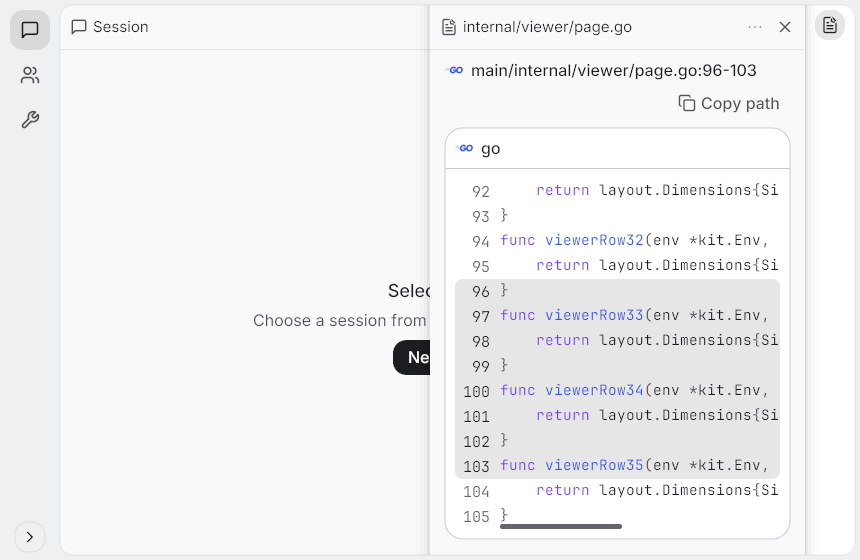 Session
internal/viewer/page.go
GO main/internal/viewer/page.go:96-103
Copy path
GO go
92 return layout.Dimensions{Si
93 }
94 func viewerRow32(env *kit.Env,
95 return layout.Dimensions{Si
96 }
97 func viewerRow33(env *kit.Env,
98 return layout.Dimensions{Si
99 }
100 func viewerRow34(env *kit.Env,
101 return layout.Dimensions{Si
102 }
103 func viewerRow35(env *kit.Env,
104 return layout.Dimensions{Si
105 }
Selec
Choose a session from
Ne